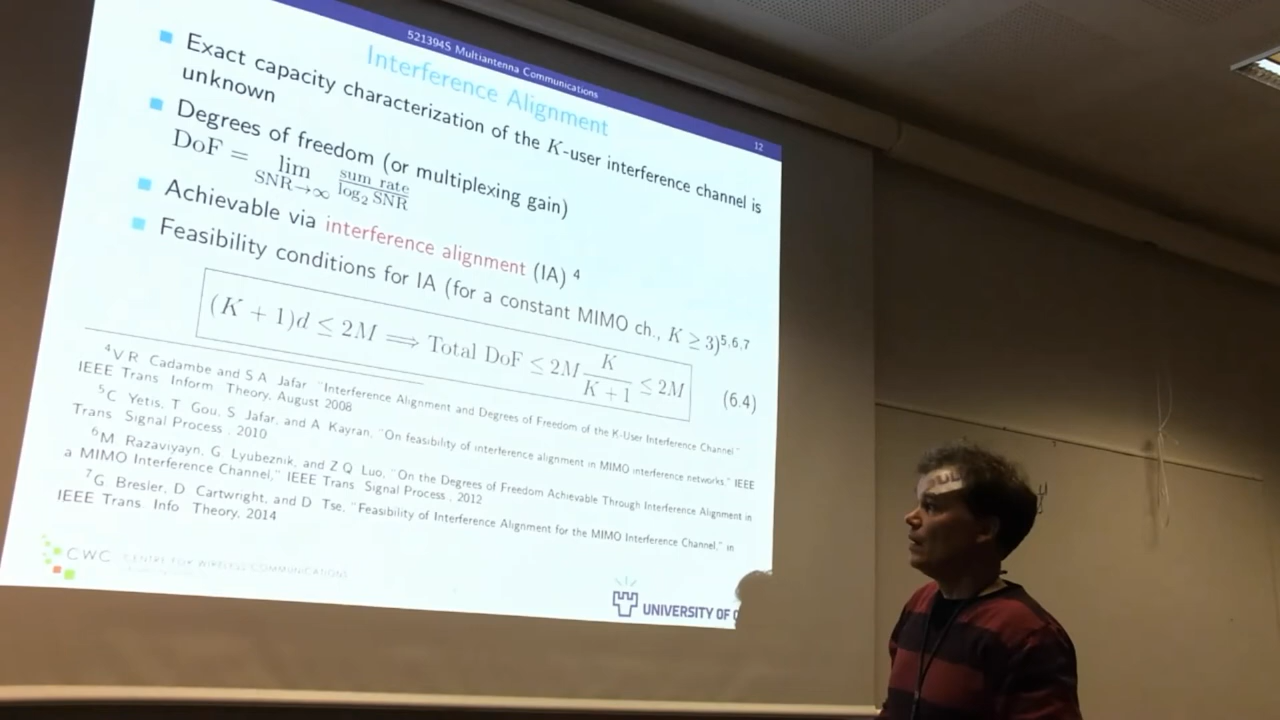 521394S Multiantenna Communications
12
Interference Alignment
Exact capacity characterization of the K-user interference channel is
unknown
Degrees of freedom (or multiplexing gain)
DoF = lim SNR→∞ sum rate / log₂ SNR
Achievable via interference alignment (IA) 4
Feasibility conditions for IA (for a constant MIMO ch., K ≥ 3)5,6,7
(K + 1)d ≤ 2M ⟹ Total DoF ≤ 2M K / K + 1 ≤ 2M
(6.4)
4V R Cadambe and S A Jafar "Interference Alignment and Degrees of Freedom of the K-User Interference Channel"
IEEE Trans Inform Theory, August 2008
5C Yetis, T Gou, S Jafar, and A Kayran, "On feasibility of interference alignment in MIMO interference networks," IEEE
Trans Signal Process , 2010
6M Razaviyayn, G Lyubeznik, and Z Q Luo, "On the Degrees of Freedom Achievable Through Interference Alignment in
a MIMO Interference Channel," IEEE Trans Signal Process , 2012
7G. Bresler, D Cartwright, and D Tse, "Feasibility of Interference Alignment for the MIMO Interference Channel," in
IEEE Trans. Info Theory, 2014
CWC CENTRE FOR WIRELESS COMMUNICATIONS
UNIVERSITY OF